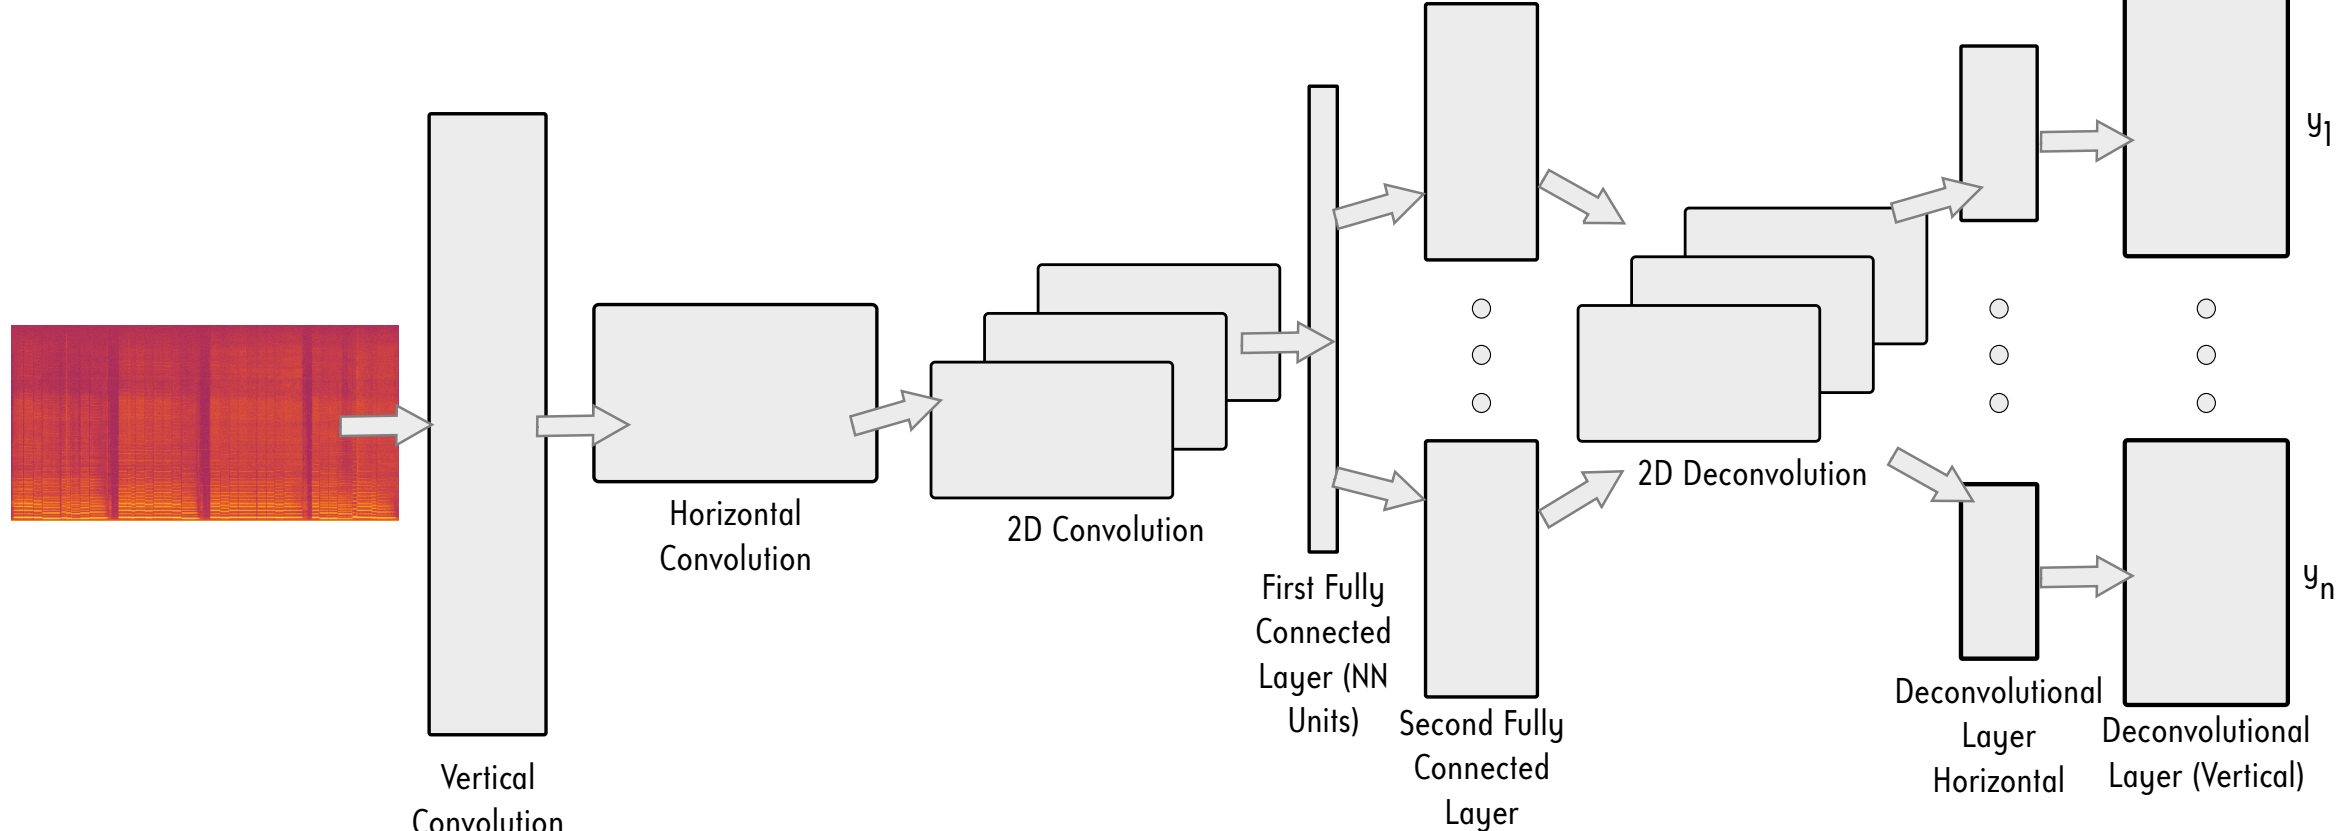 Vertical
Convolution
Horizontal
Convolution
2D Convolution
First Fully
Connected
Layer (NN
Units)
Second Fully
Connected
Layer
2D Deconvolution
Deconvolutional
Layer
Horizontal
Deconvolutional
Layer (Vertical)
y1
yn